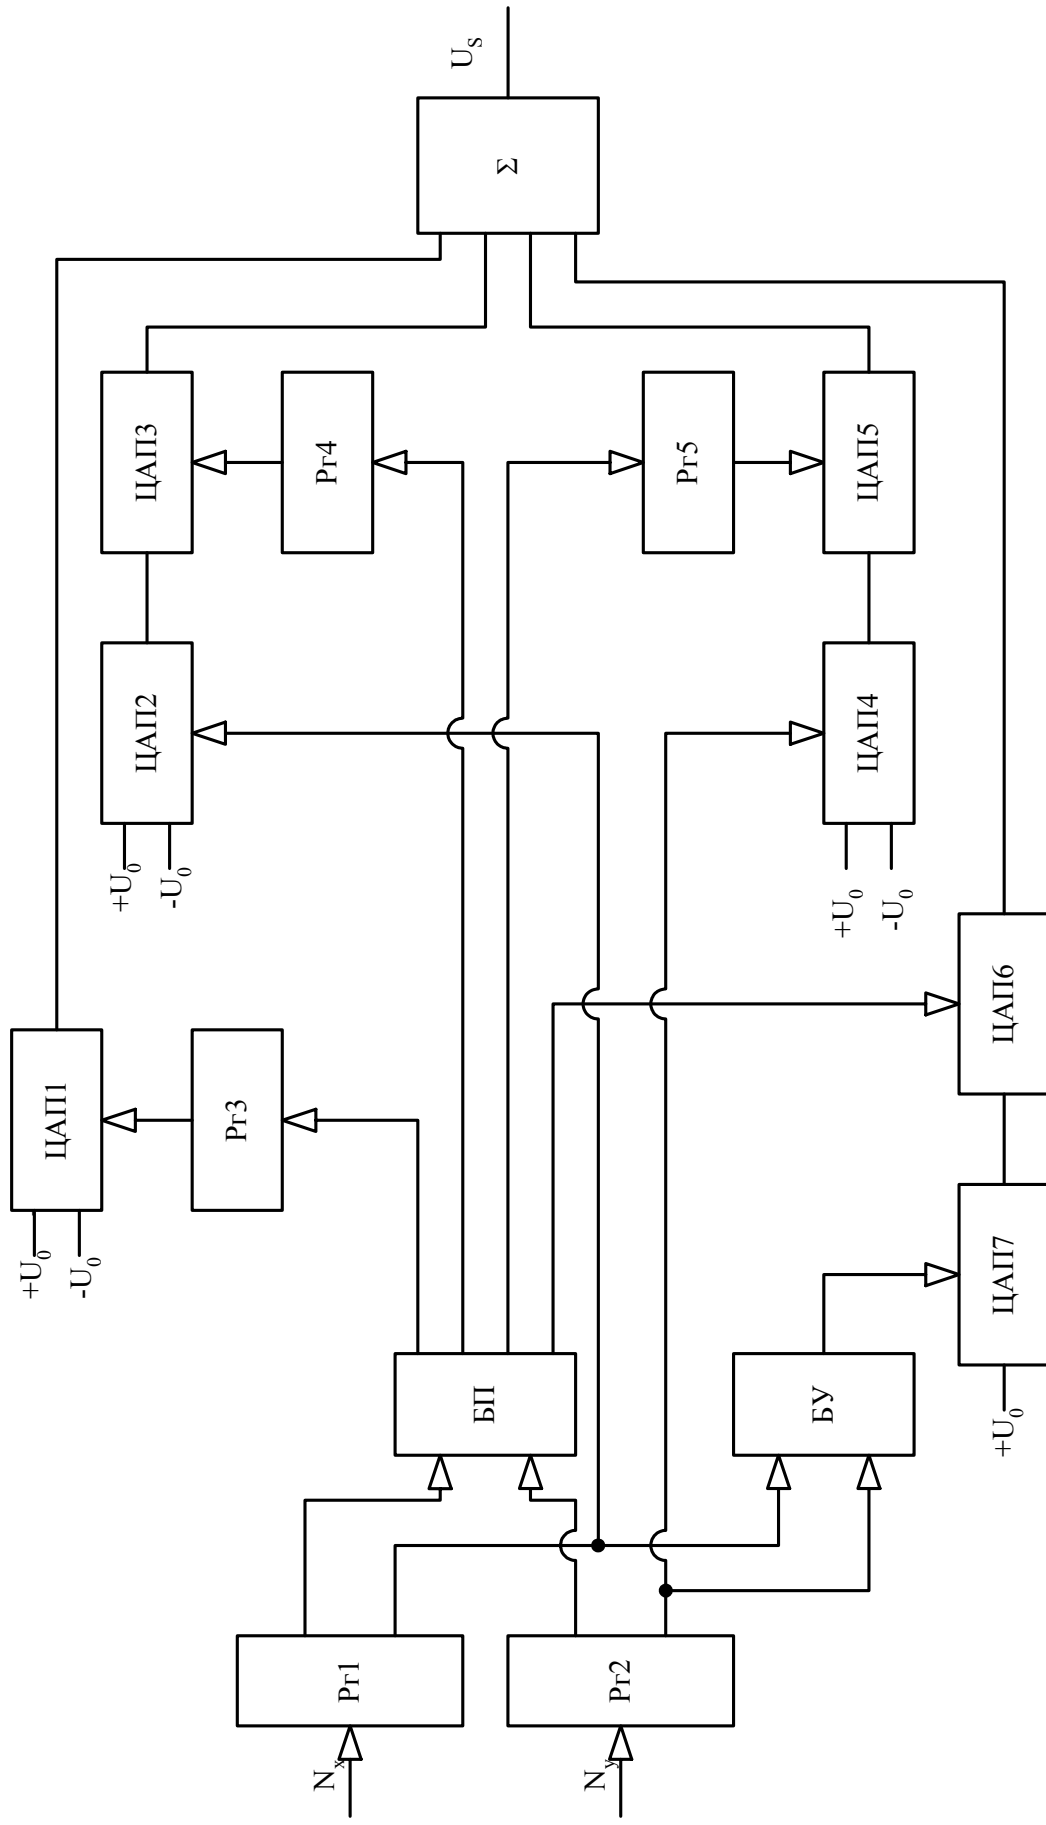 N_x
Рг1
N_y
Рг2
БП
БУ
+U_0
-U_0
ЦАП1
Рг3
+U_0
ЦАП7
ЦАП6
+U_0
-U_0
ЦАП2
ЦАП3
Рг4
Рг5
+U_0
-U_0
ЦАП4
ЦАП5
Σ
U_S